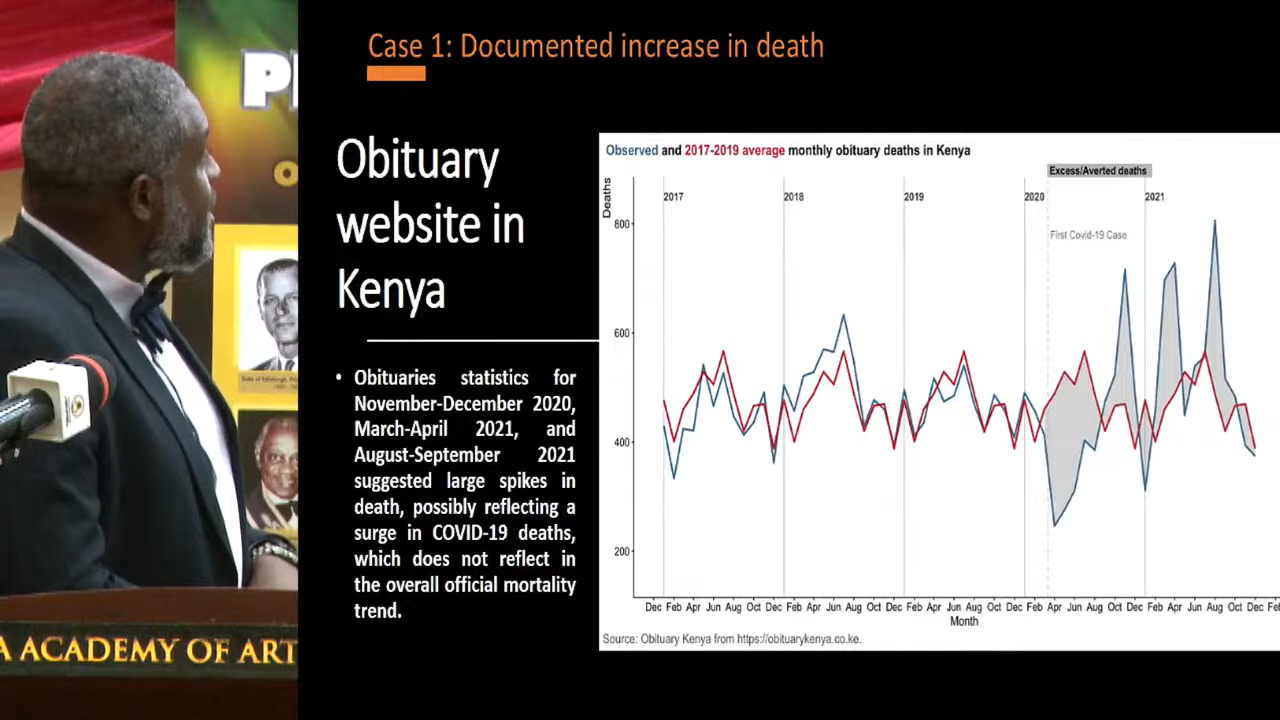 Case 1: Documented increase in death
Obituary
website in
Kenya
• Obituaries statistics for
November-December 2020,
March-April 2021, and
August-September 2021
suggested large spikes in
death, possibly reflecting a
surge in COVID-19 deaths,
which does not reflect in
the overall official mortality
trend.
Observed and 2017-2019 average monthly obituary deaths in Kenya
Excess/Averted deaths
Deaths
2017 2018 2019 2020 2021
First Covid-19 Case
800
600
400
200
Dec Feb Apr Jun Aug Oct Dec Feb Apr Jun Aug Oct Dec Feb Apr Jun Aug Oct Dec Feb Apr Jun Aug Oct Dec Feb Apr Jun Aug Oct Dec Feb
Month
Source: Obituary Kenya from https://obituarykenya.co.ke.
P
O
A ACADEMY OF ART